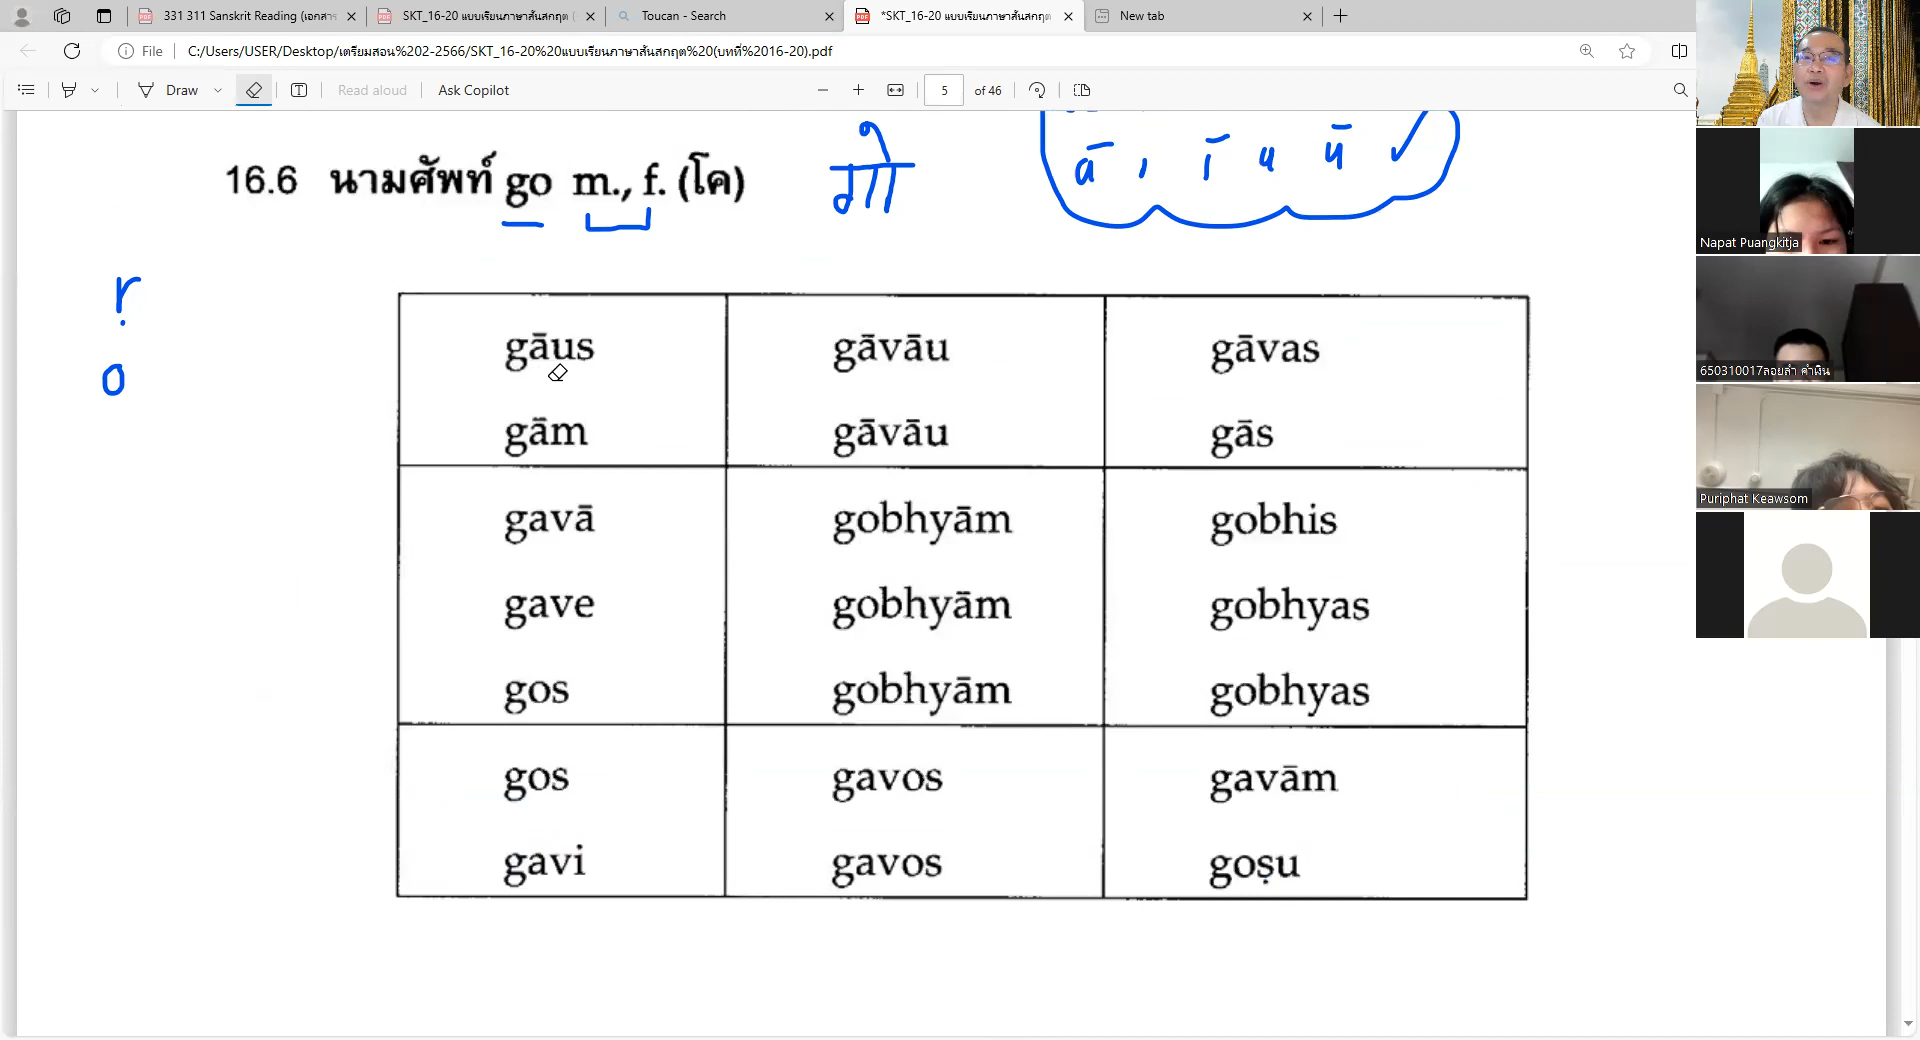 331 311 Sanskrit Reading (เอกสาร
SKT_16-20 แบบเรียนภาษาสันสกฤต (
Toucan - Search
*SKT_16-20 แบบเรียนภาษาสันสกฤต
New tab
File
C:/Users/USER/Desktop/เตรียมสอน%202-2566/SKT_16-20%20แบบเรียนภาษาสันสกฤต%20(บทที่%2016-20).pdf
Draw
Read aloud
Ask Copilot
5 of 46
16.6 นามศัพท์ go m., f. (โค)
ā , ī u ū
ṛ
o
gāus gāvāu gāvas
gām gāvāu gās
gavā gobhyām gobhis
gave gobhyām gobhyas
gos gobhyām gobhyas
gos gavos gavām
gavi gavos goṣu
Napat Puangkitja
650310017ลอยลำ คำผิน
Puriphat Keawsom